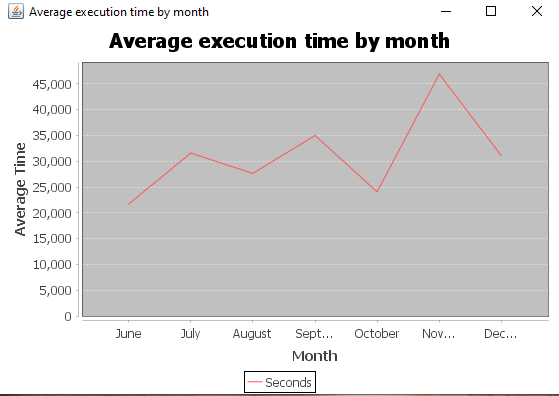 Average execution time by month
Average execution time by month
Average Time
45,000
40,000
35,000
30,000
25,000
20,000
15,000
10,000
5,000
0
June July August Sept... October Nov... Dec...
Month
Seconds